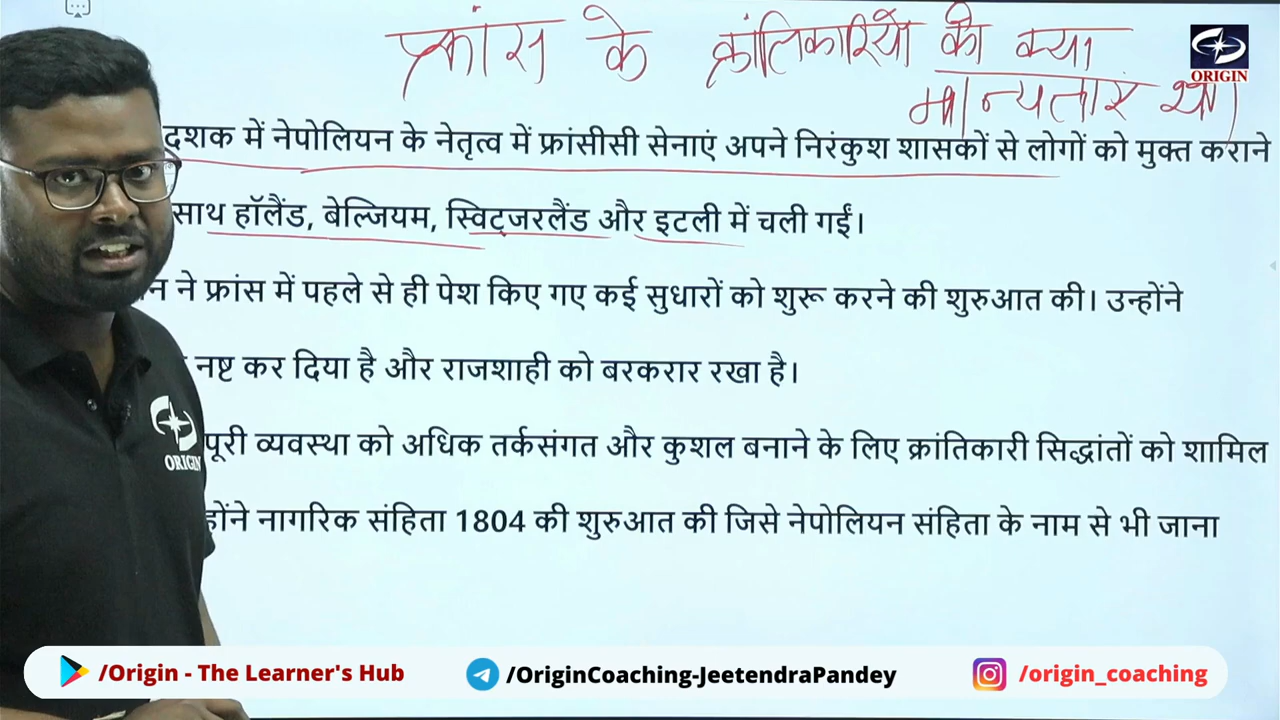 फ्रांस के क्रांतिकारियों की क्या
मान्यताएं थी
ORIGIN
दशक में नेपोलियन के नेतृत्व में फ्रांसीसी सेनाएं अपने निरंकुश शासकों से लोगों को मुक्त कराने
साथ हॉलैंड, बेल्जियम, स्विट्जरलैंड और इटली में चली गईं।
ने फ्रांस में पहले से ही पेश किए गए कई सुधारों को शुरू करने की शुरुआत की। उन्होंने
नष्ट कर दिया है और राजशाही को बरकरार रखा है।
पूरी व्यवस्था को अधिक तर्कसंगत और कुशल बनाने के लिए क्रांतिकारी सिद्धांतों को शामिल
नागरिक संहिता 1804 की शुरुआत की जिसे नेपोलियन संहिता के नाम से भी जाना
ORIGIN
/Origin - The Learner's Hub
/OriginCoaching-JeetendraPandey
/origin_coaching